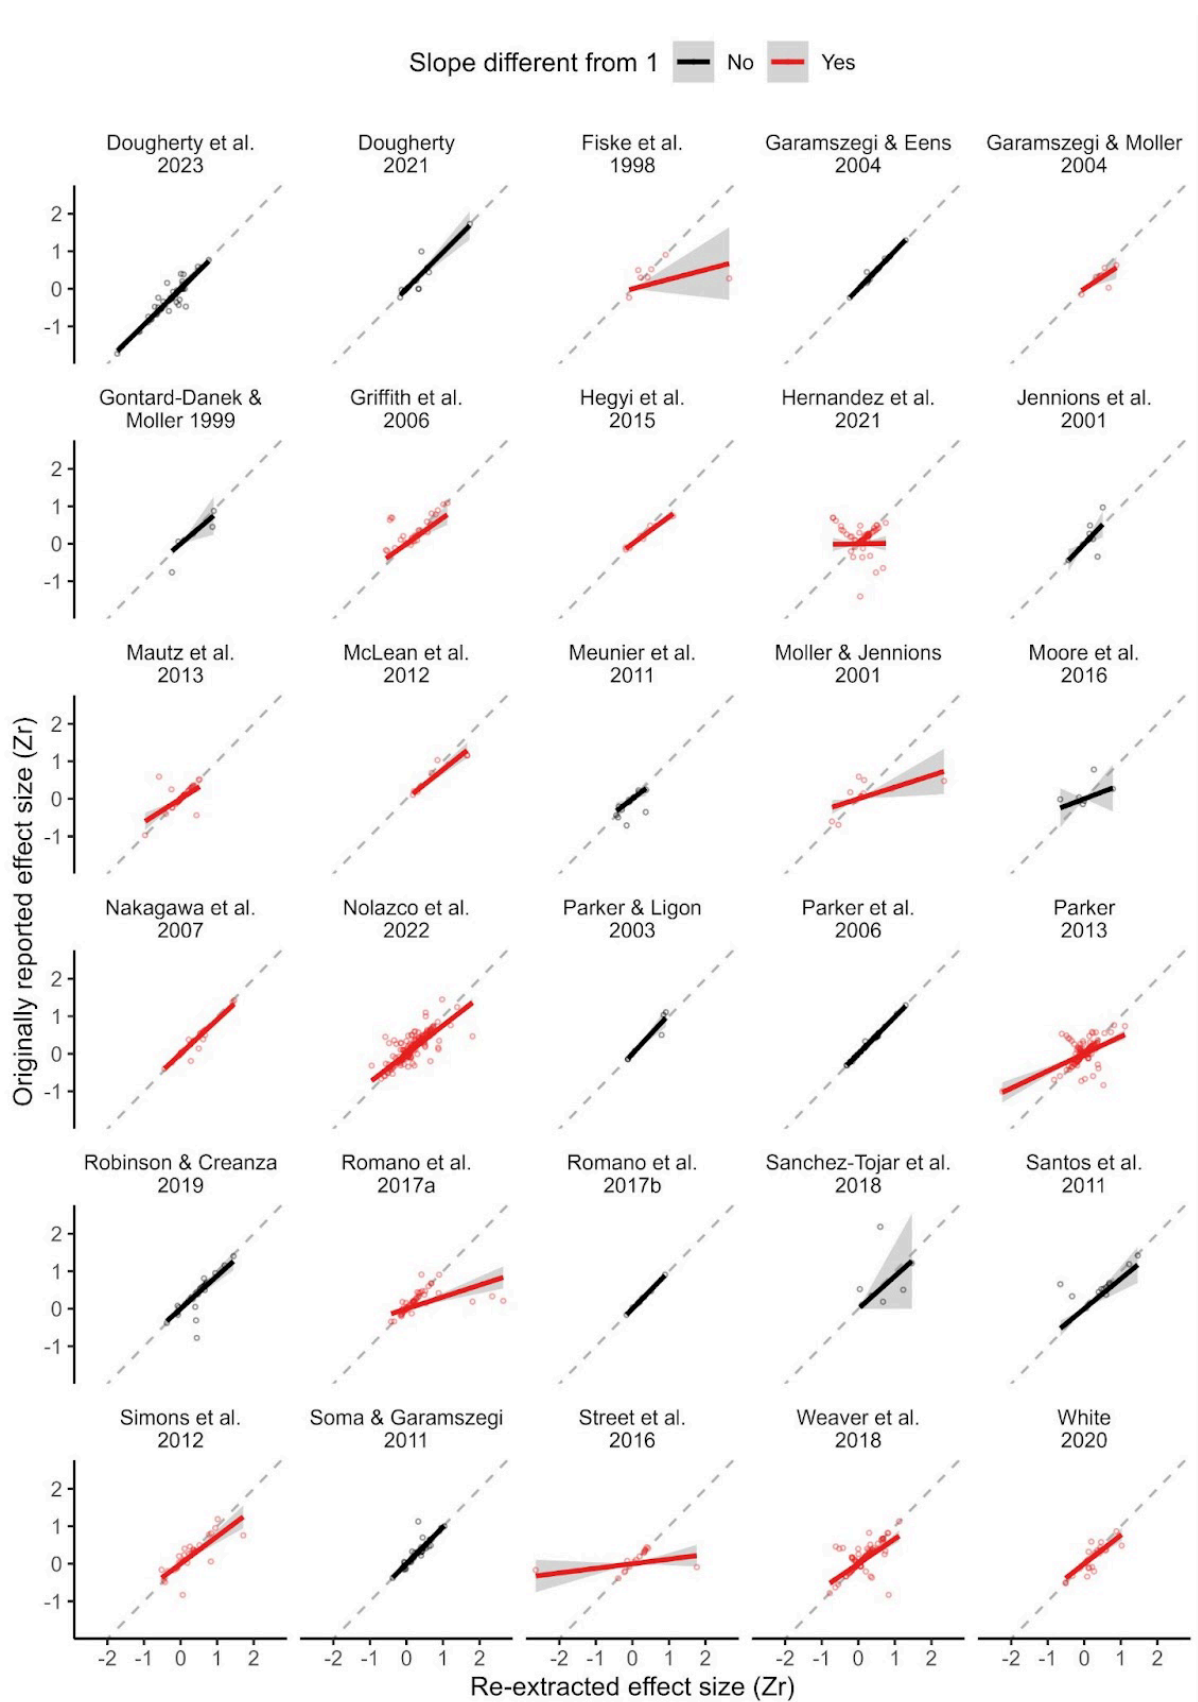 Slope different from 1 No Yes
Dougherty et al.
2023
Dougherty
2021
Fiske et al.
1998
Garamszegi & Eens
2004
Garamszegi & Moller
2004
2
1
0
-1
Gontard-Danek &
Moller 1999
Griffith et al.
2006
Hegyi et al.
2015
Hernandez et al.
2021
Jennions et al.
2001
2
1
0
-1
Mautz et al.
2013
McLean et al.
2012
Meunier et al.
2011
Moller & Jennions
2001
Moore et al.
2016
2
1
0
-1
Originally reported effect size (Zr)
Nakagawa et al.
2007
Nolazco et al.
2022
Parker & Ligon
2003
Parker et al.
2006
Parker
2013
2
1
0
-1
Robinson & Creanza
2019
Romano et al.
2017a
Romano et al.
2017b
Sanchez-Tojar et al.
2018
Santos et al.
2011
2
1
0
-1
Simons et al.
2012
Soma & Garamszegi
2011
Street et al.
2016
Weaver et al.
2018
White
2020
2
1
0
-1
-2 -1 0 1 2 -2 -1 0 1 2 -2 -1 0 1 2 -2 -1 0 1 2 -2 -1 0 1 2
Re-extracted effect size (Zr)